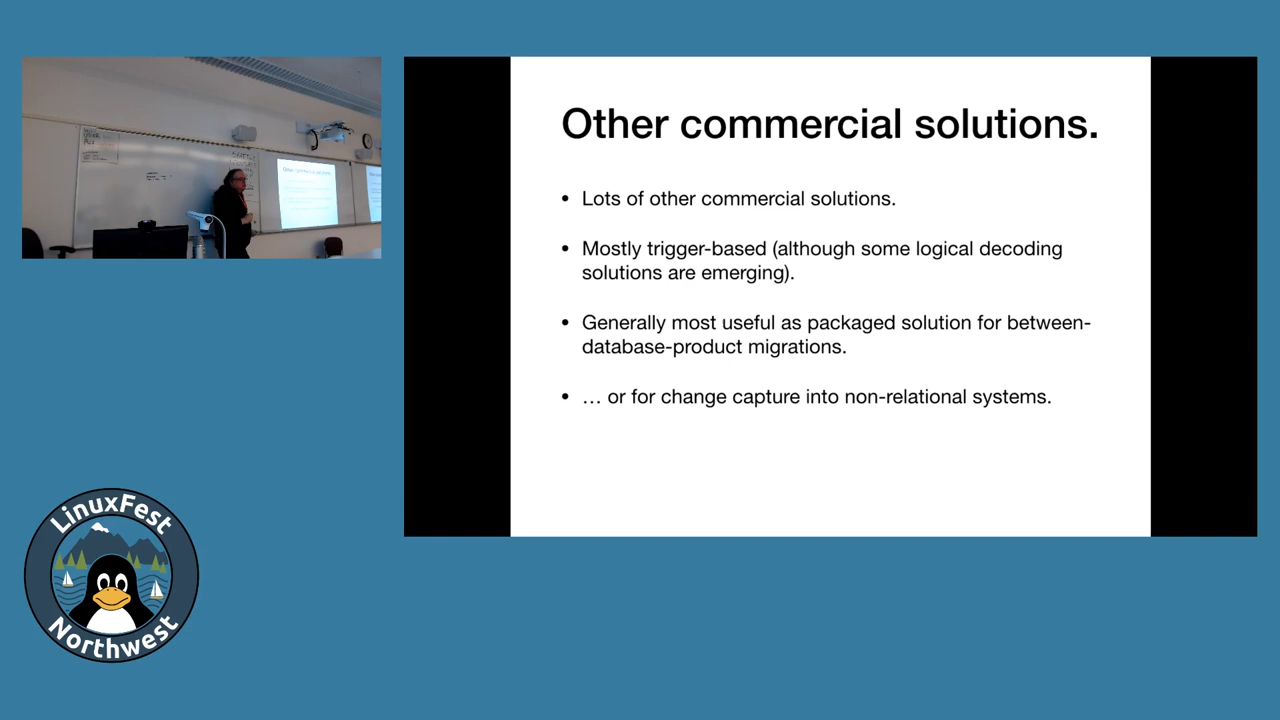 Other commercial solutions.
• Lots of other commercial solutions.
• Mostly trigger-based (although some logical decoding
solutions are emerging).
• Generally most useful as packaged solution for between-
database-product migrations.
• … or for change capture into non-relational systems.
LinuxFest
Northwest